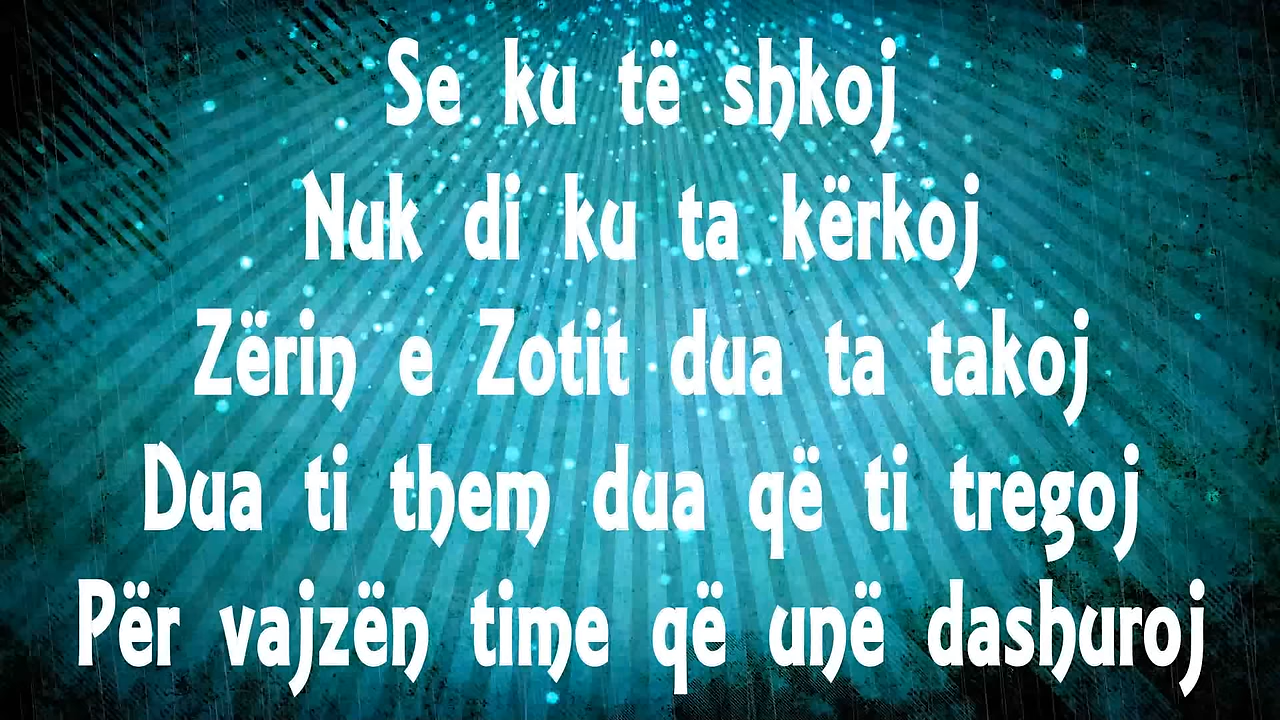 Se ku të shkoj
Nuk di ku ta kërkoj
Zërin e Zotit dua ta takoj
Dua ti them dua që ti tregoj
Për vajzën time që unë dashuroj